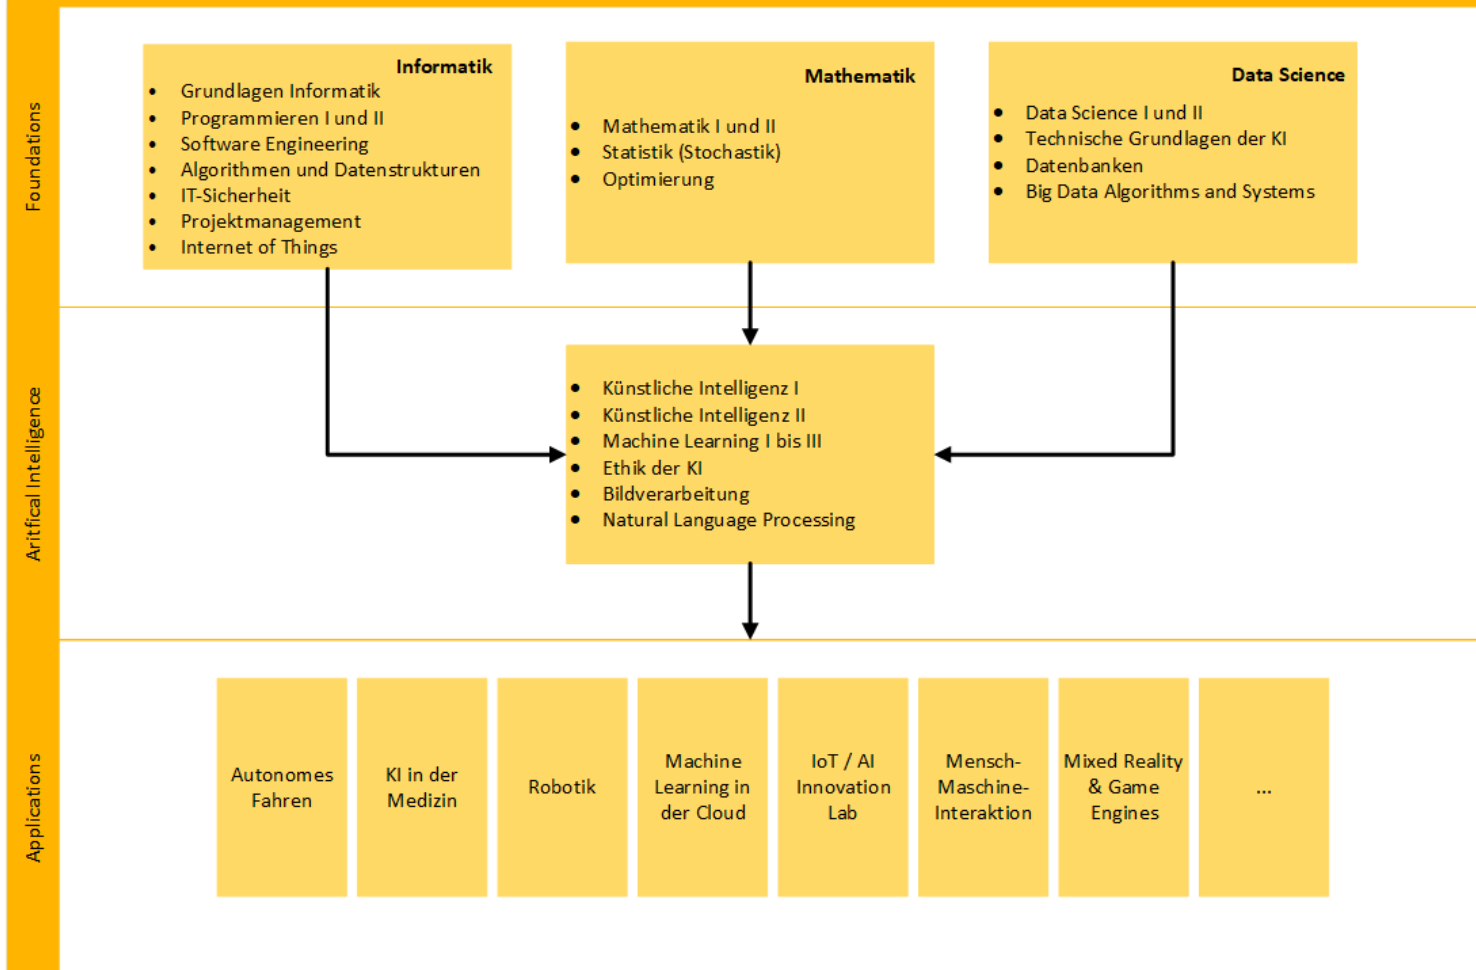 Foundations
Informatik
• Grundlagen Informatik
• Programmieren I und II
• Software Engineering
• Algorithmen und Datenstrukturen
• IT-Sicherheit
• Projektmanagement
• Internet of Things
Mathematik
• Mathematik I und II
• Statistik (Stochastik)
• Optimierung
Data Science
• Data Science I und II
• Technische Grundlagen der KI
• Datenbanken
• Big Data Algorithms and Systems
Aritfical Intelligence
• Künstliche Intelligenz I
• Künstliche Intelligenz II
• Machine Learning I bis III
• Ethik der KI
• Bildverarbeitung
• Natural Language Processing
Applications
Autonomes
Fahren
KI in der
Medizin
Robotik
Machine
Learning in
der Cloud
IoT / AI
Innovation
Lab
Mensch-
Maschine-
Interaktion
Mixed Reality
& Game
Engines
...